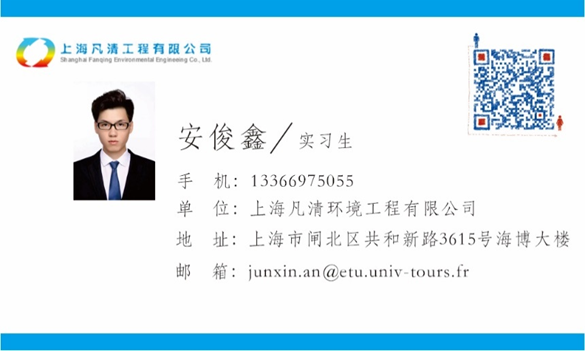 上海凡清工程有限公司
Shanghai Fanqing Environmental Engineering Co., Ltd.
安俊鑫/实习生
手 机：13366975055
单 位：上海凡清环境工程有限公司
地 址：上海市闸北区共和新路3615号海博大楼
邮 箱：junxin.an@etu.univ-tours.fr